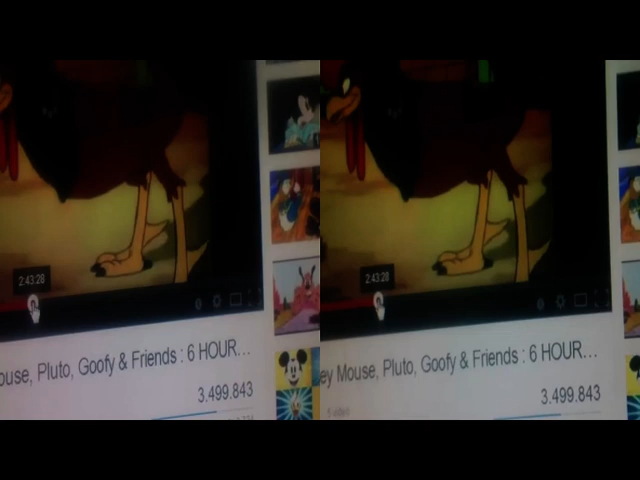 2:43:28
ouse, Pluto, Goofy & Friends : 6 HOUR...
3.499.843
2:43:28
ey Mouse, Pluto, Goofy & Friends : 6 HOUR...
3.499.843